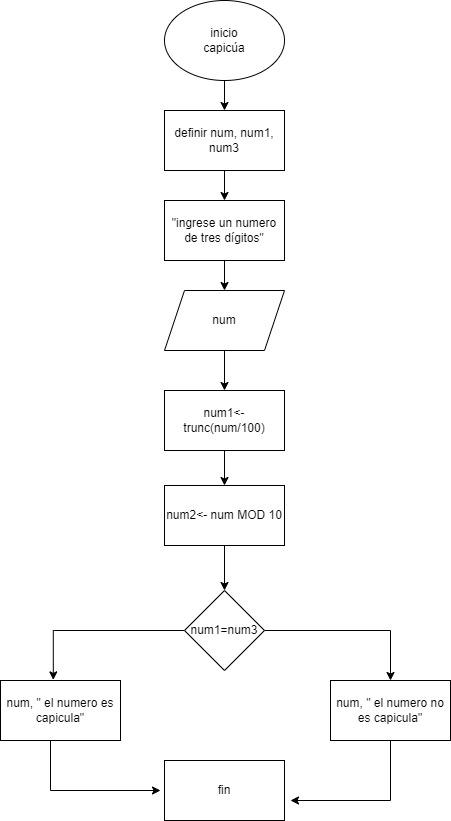 inicio
capicúa
definir num, num1,
num3
"ingrese un numero
de tres dígitos"
num
num1<-
trunc(num/100)
num2<- num MOD 10
num1=num3
num, " el numero es
capicula"
num, " el numero no
es capicula"
fin